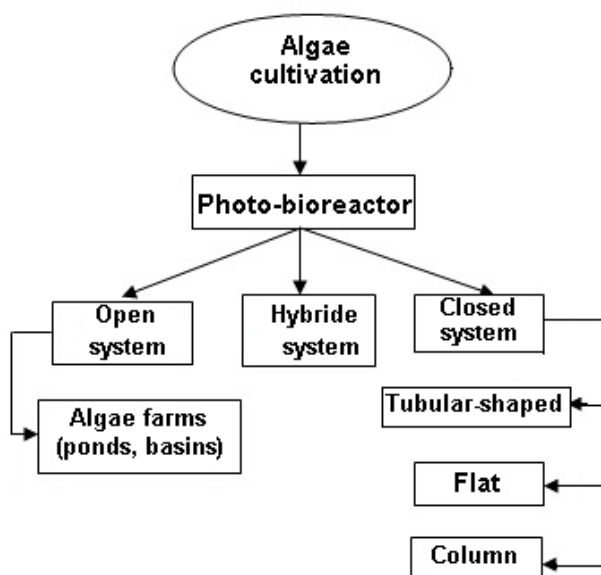 Algae
cultivation
Photo-bioreactor
Open
system
Hybride
system
Closed
system
Algae farms
(ponds, basins)
Tubular-shaped
Flat
Column